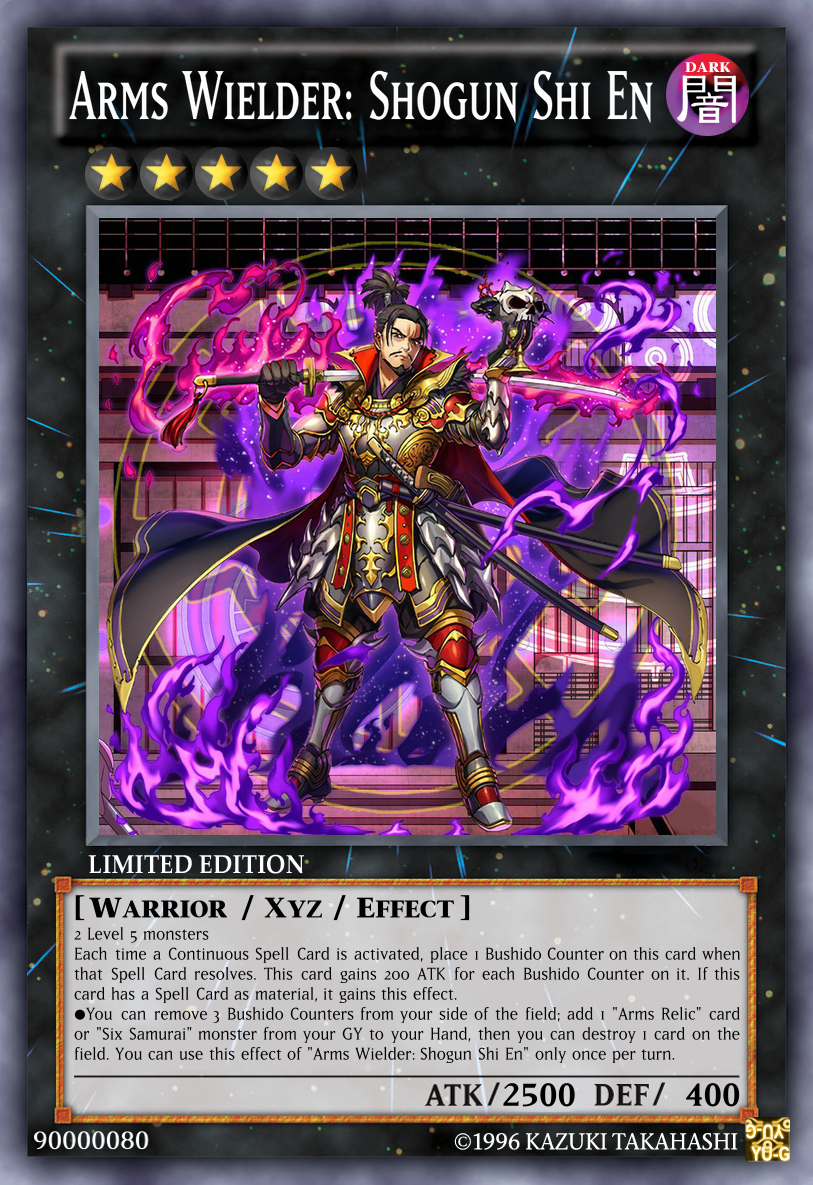 Arms Wielder: Shogun Shi En
DARK
闇
LIMITED EDITION
[ Warrior / Xyz / Effect ]
2 Level 5 monsters
Each time a Continuous Spell Card is activated, place 1 Bushido Counter on this card when
that Spell Card resolves. This card gains 200 ATK for each Bushido Counter on it. If this
card has a Spell Card as material, it gains this effect.
●You can remove 3 Bushido Counters from your side of the field; add 1 "Arms Relic" card
or "Six Samurai" monster from your GY to your Hand, then you can destroy 1 card on the
field. You can use this effect of "Arms Wielder: Shogun Shi En" only once per turn.
ATK/2500 DEF/ 400
90000080
©1996 KAZUKI TAKAHASHI